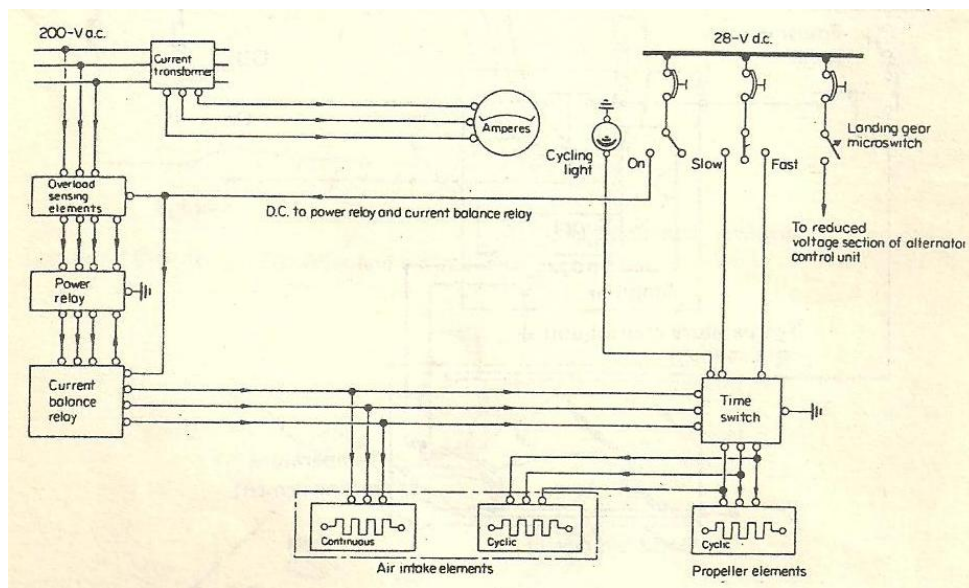 200-V a.c.
28-V d.c.
Current
transformer
Amperes
Cycling
light
On
Slow
Fast
Landing gear
microswitch
Overload
sensing
elements
D.C. to power relay and current balance relay
To reduced
voltage section of alternator
control unit
Power
relay
Current
balance
relay
Time
switch
Continuous
Cyclic
Cyclic
Air intake elements
Propeller elements